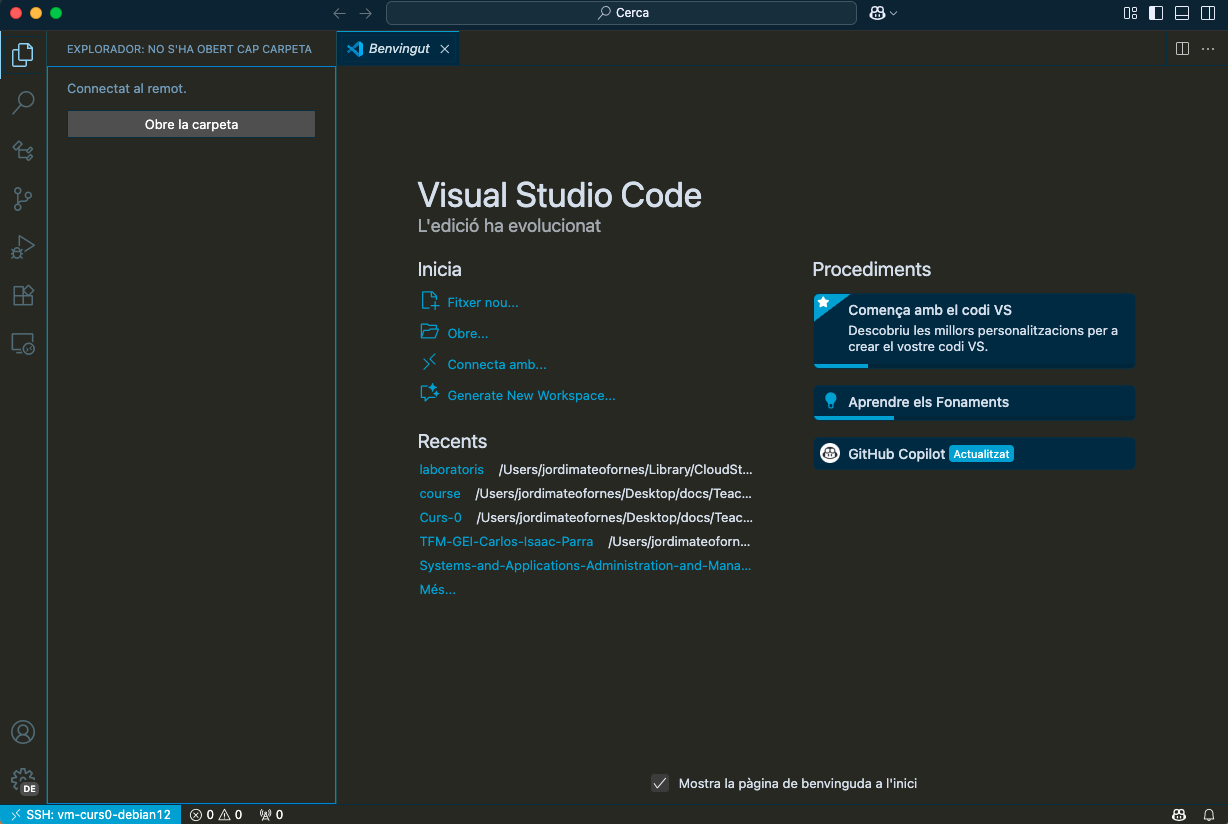 Cerca
EXPLORADOR: NO S'HA OBERT CAP CARPETA
Benvingut
Connectat al remot.
Obre la carpeta
Visual Studio Code
L'edició ha evolucionat
Inicia
Fitxer nou...
Obre...
Connecta amb...
Generate New Workspace...
Recents
laboratoris /Users/jordimateofornes/Library/CloudSt...
course /Users/jordimateofornes/Desktop/docs/Teac...
Curs-0 /Users/jordimateofornes/Desktop/docs/Teac...
TFM-GEI-Carlos-Isaac-Parra /Users/jordimateoforn...
Systems-and-Applications-Administration-and-Mana...
Més...
Procediments
Comença amb el codi VS
Descobriu les millors personalitzacions per a
crear el vostre codi VS.
Aprendre els Fonaments
GitHub Copilot Actualitzat
Mostra la pàgina de benvinguda a l'inici
DE
SSH: vm-curs0-debian12 0 0 0